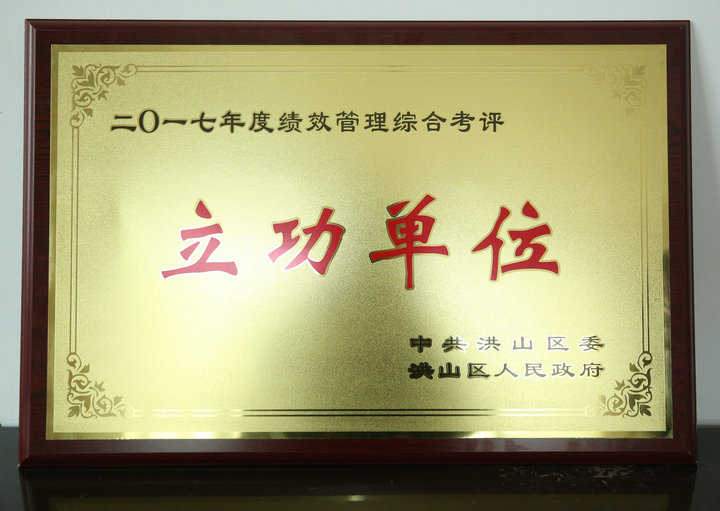 二〇一七年度绩效管理综合考评
立功单位
中共洪山区委
洪山区人民政府